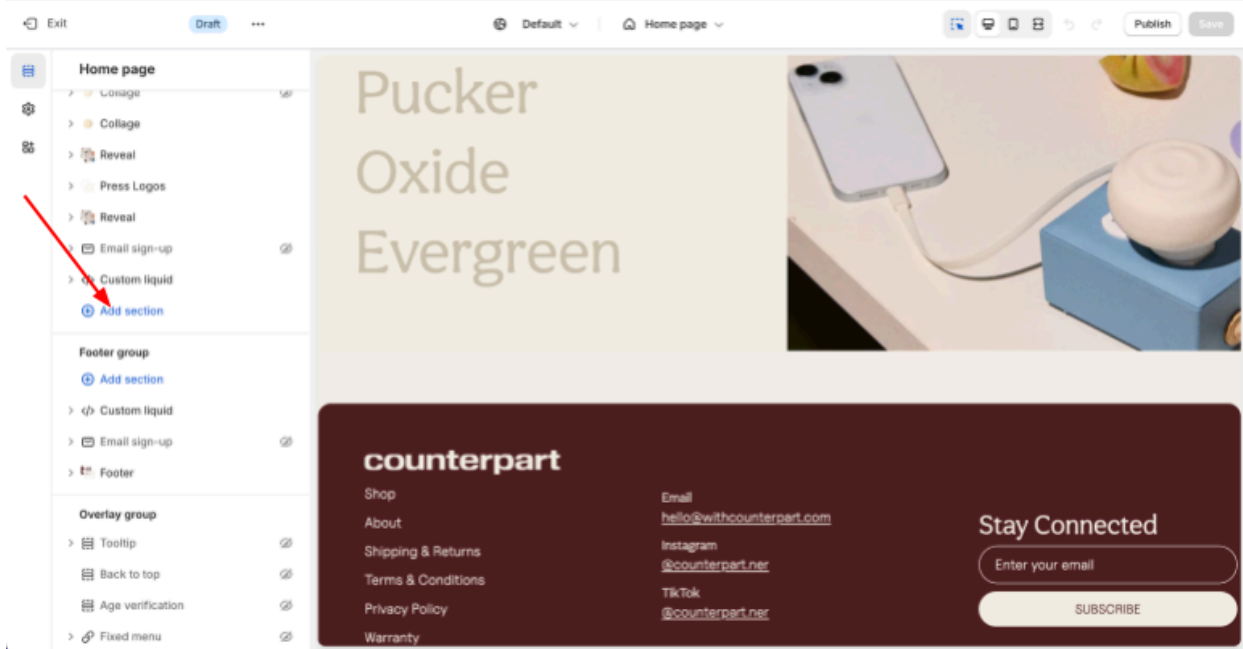 Exit
Draft
Default
Home page
Publish
Save
Home page
Collage
Collage
Reveal
Press Logos
Reveal
Email sign-up
Custom liquid
Add section
Footer group
Add section
Custom liquid
Email sign-up
Footer
Overlay group
Tooltip
Back to top
Age verification
Fixed menu
Pucker
Oxide
Evergreen
counterpart
Shop
About
Shipping & Returns
Terms & Conditions
Privacy Policy
Warranty
Email
hello@withcounterpart.com
Instagram
@counterpart.ner
TikTok
@counterpart.ner
Stay Connected
Enter your email
SUBSCRIBE